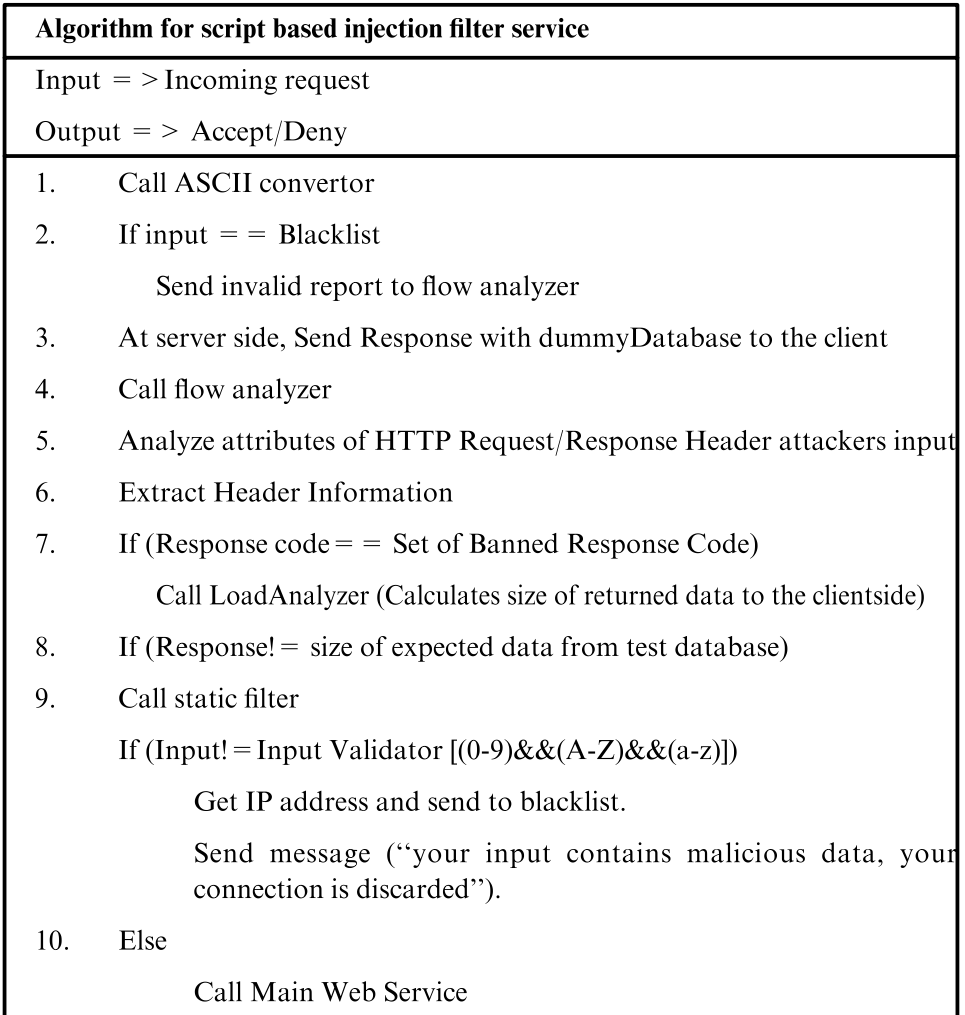 Algorithm for script based injection filter service
Input = > Incoming request
Output = > Accept/Deny
1. Call ASCII convertor
2. If input = = Blacklist
Send invalid report to flow analyzer
3. At server side, Send Response with dummyDatabase to the client
4. Call flow analyzer
5. Analyze attributes of HTTP Request/Response Header attackers input
6. Extract Header Information
7. If (Response code = = Set of Banned Response Code)
Call LoadAnalyzer (Calculates size of returned data to the clientside)
8. If (Response! = size of expected data from test database)
9. Call static filter
If (Input! = Input Validator [(0-9)&&(A-Z)&&(a-z)])
Get IP address and send to blacklist.
Send message (‘‘your input contains malicious data, your
connection is discarded’’).
10. Else
Call Main Web Service